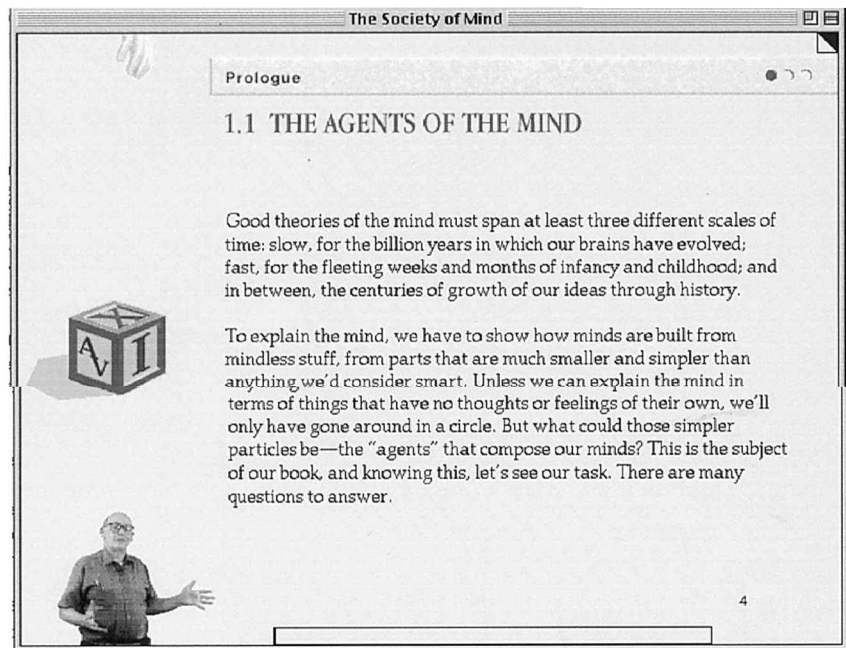 The Society of Mind
Prologue
1.1 THE AGENTS OF THE MIND
Good theories of the mind must span at least three different scales of
time: slow, for the billion years in which our brains have evolved;
fast, for the fleeting weeks and months of infancy and childhood; and
in between, the centuries of growth of our ideas through history.
To explain the mind, we have to show how minds are built from
mindless stuff, from parts that are much smaller and simpler than
anything we'd consider smart. Unless we can explain the mind in
terms of things that have no thoughts or feelings of their own, we'll
only have gone around in a circle. But what could those simpler
particles be—the “agents” that compose our minds? This is the subject
of our book, and knowing this, let's see our task. There are many
questions to answer.
X
AV
I
4